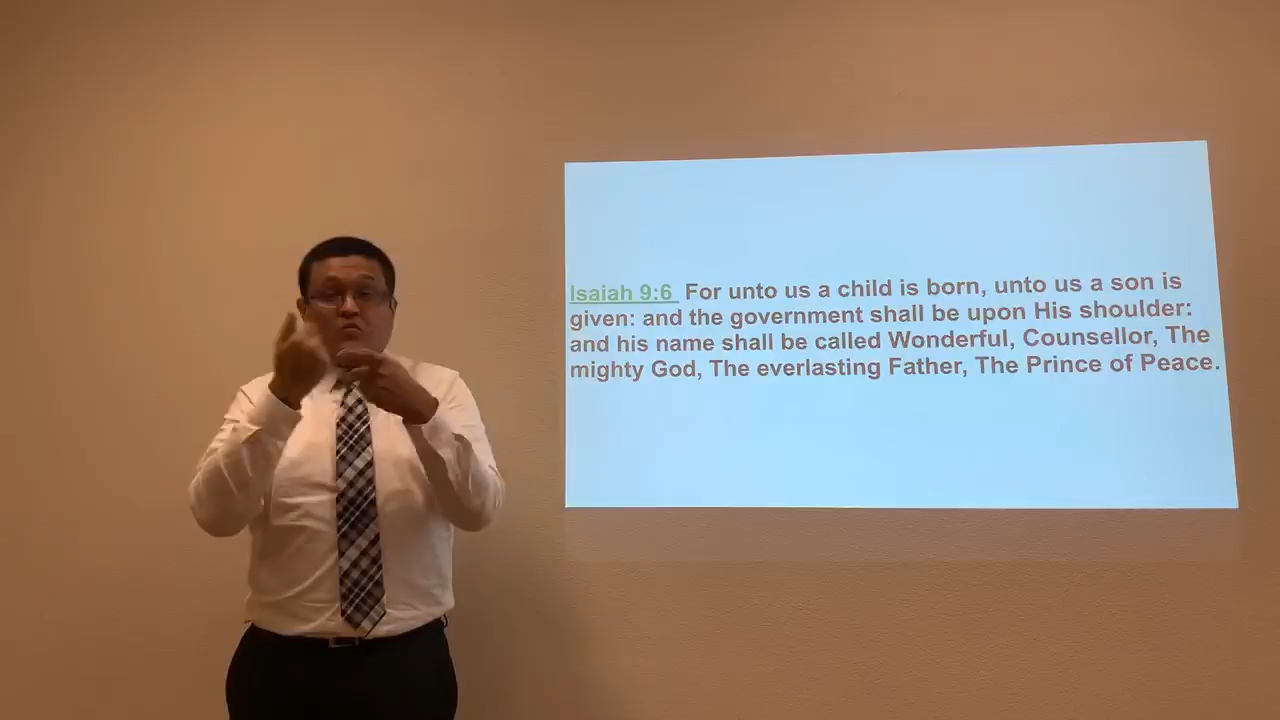 Isaiah 9:6 For unto us a child is born, unto us a son is
given: and the government shall be upon His shoulder:
and his name shall be called Wonderful, Counsellor, The
mighty God, The everlasting Father, The Prince of Peace.